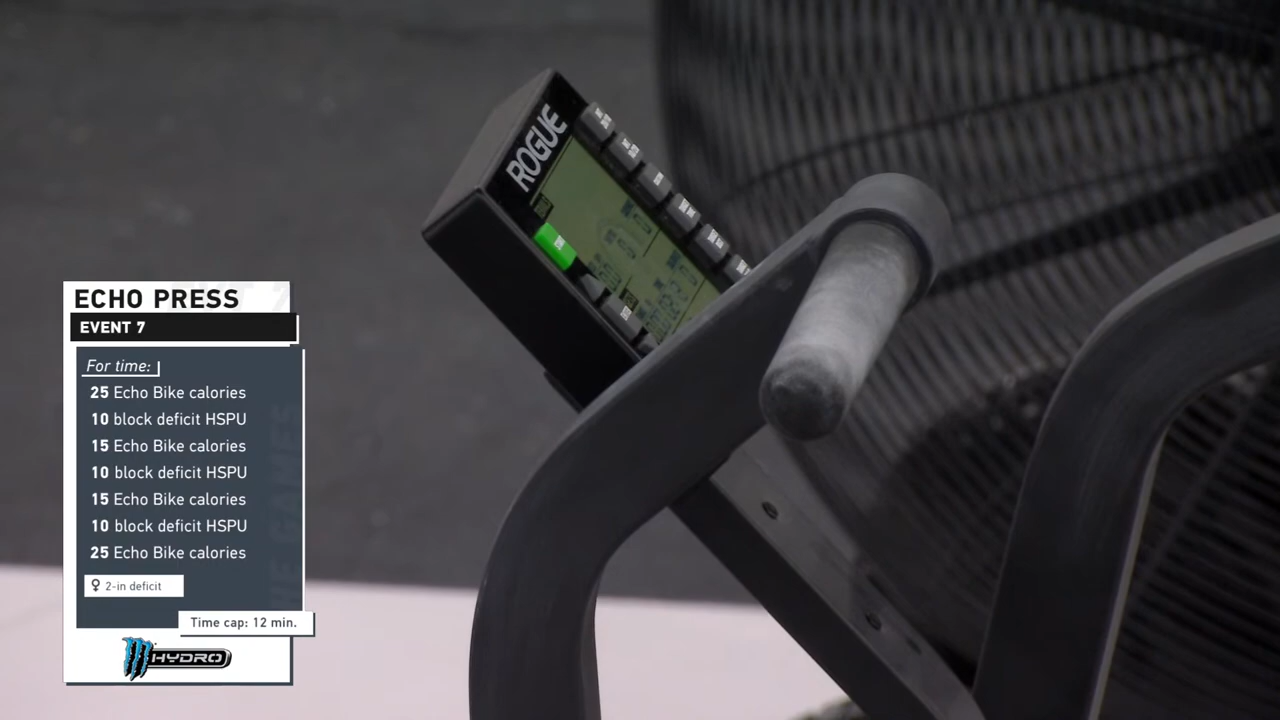 ROGUE
ECHO PRESS
EVENT 7
For time:
25 Echo Bike calories
10 block deficit HSPU
15 Echo Bike calories
10 block deficit HSPU
15 Echo Bike calories
10 block deficit HSPU
25 Echo Bike calories
♀ 2-in deficit
Time cap: 12 min.
HYDRO